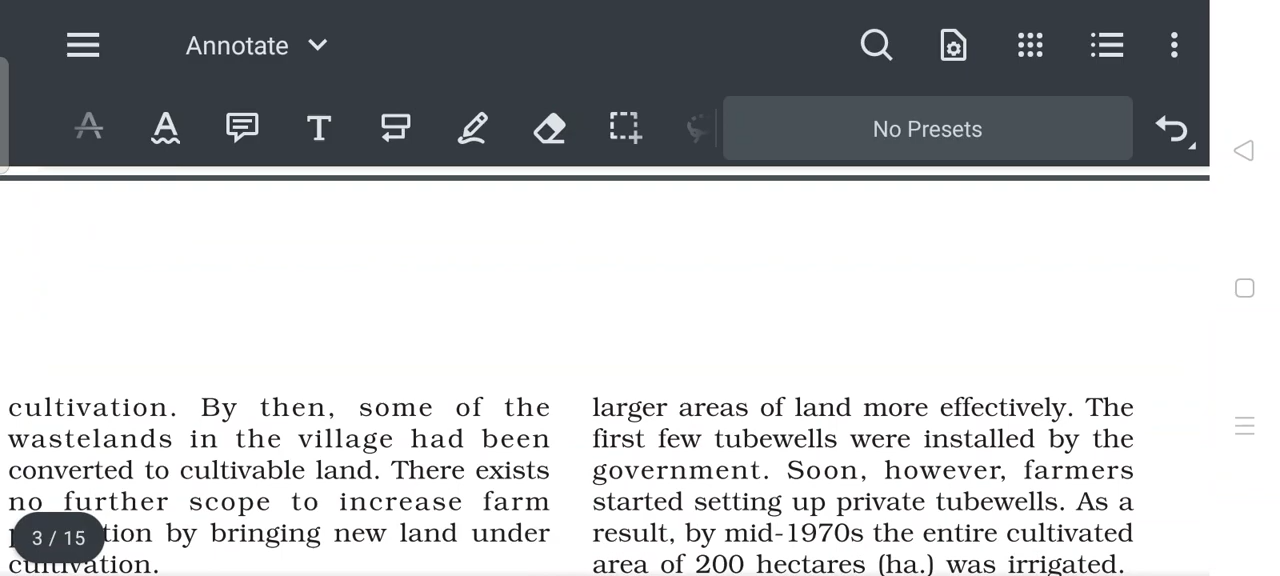 Annotate
No Presets
cultivation. By then, some of the
wastelands in the village had been
converted to cultivable land. There exists
no further scope to increase farm
tion by bringing new land under
cultivation.
larger areas of land more effectively. The
first few tubewells were installed by the
government. Soon, however, farmers
started setting up private tubewells. As a
result, by mid-1970s the entire cultivated
area of 200 hectares (ha.) was irrigated.
3 / 15